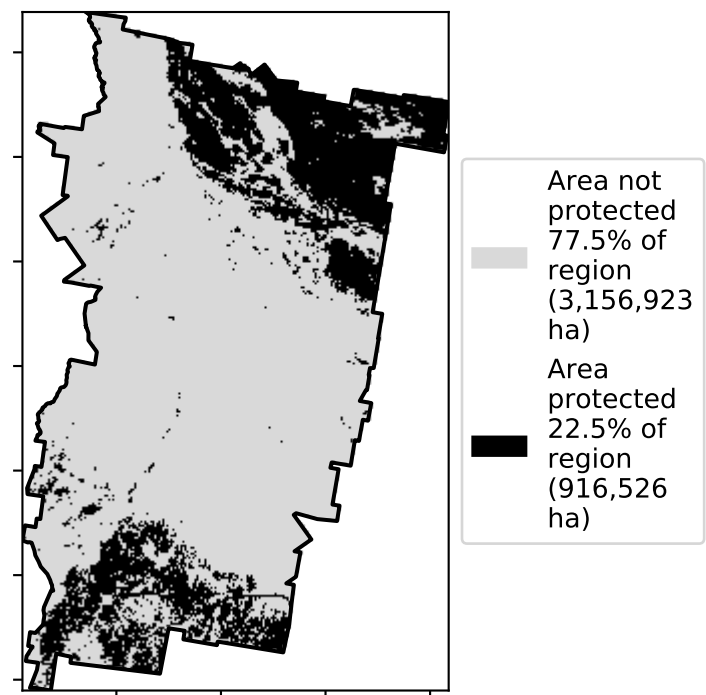 Area not
protected
77.5% of
region
(3,156,923
ha)
Area
protected
22.5% of
region
(916,526
ha)